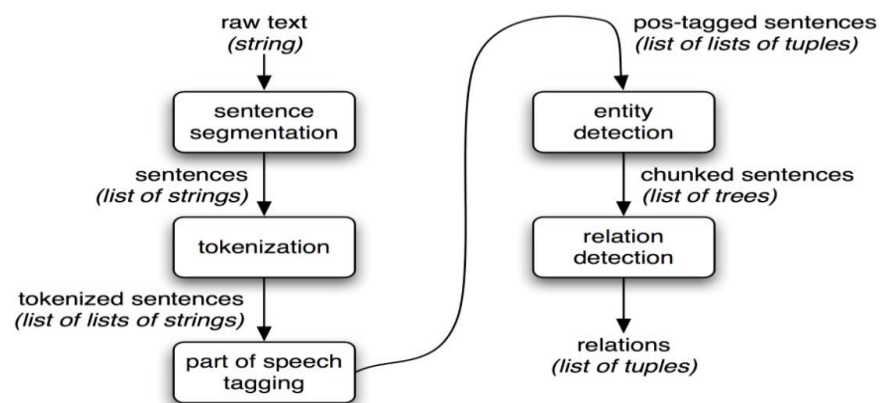 raw text
(string)
sentence
segmentation
sentences
(list of strings)
tokenization
tokenized sentences
(list of lists of strings)
part of speech
tagging
pos-tagged sentences
(list of lists of tuples)
entity
detection
chunked sentences
(list of trees)
relation
detection
relations
(list of tuples)